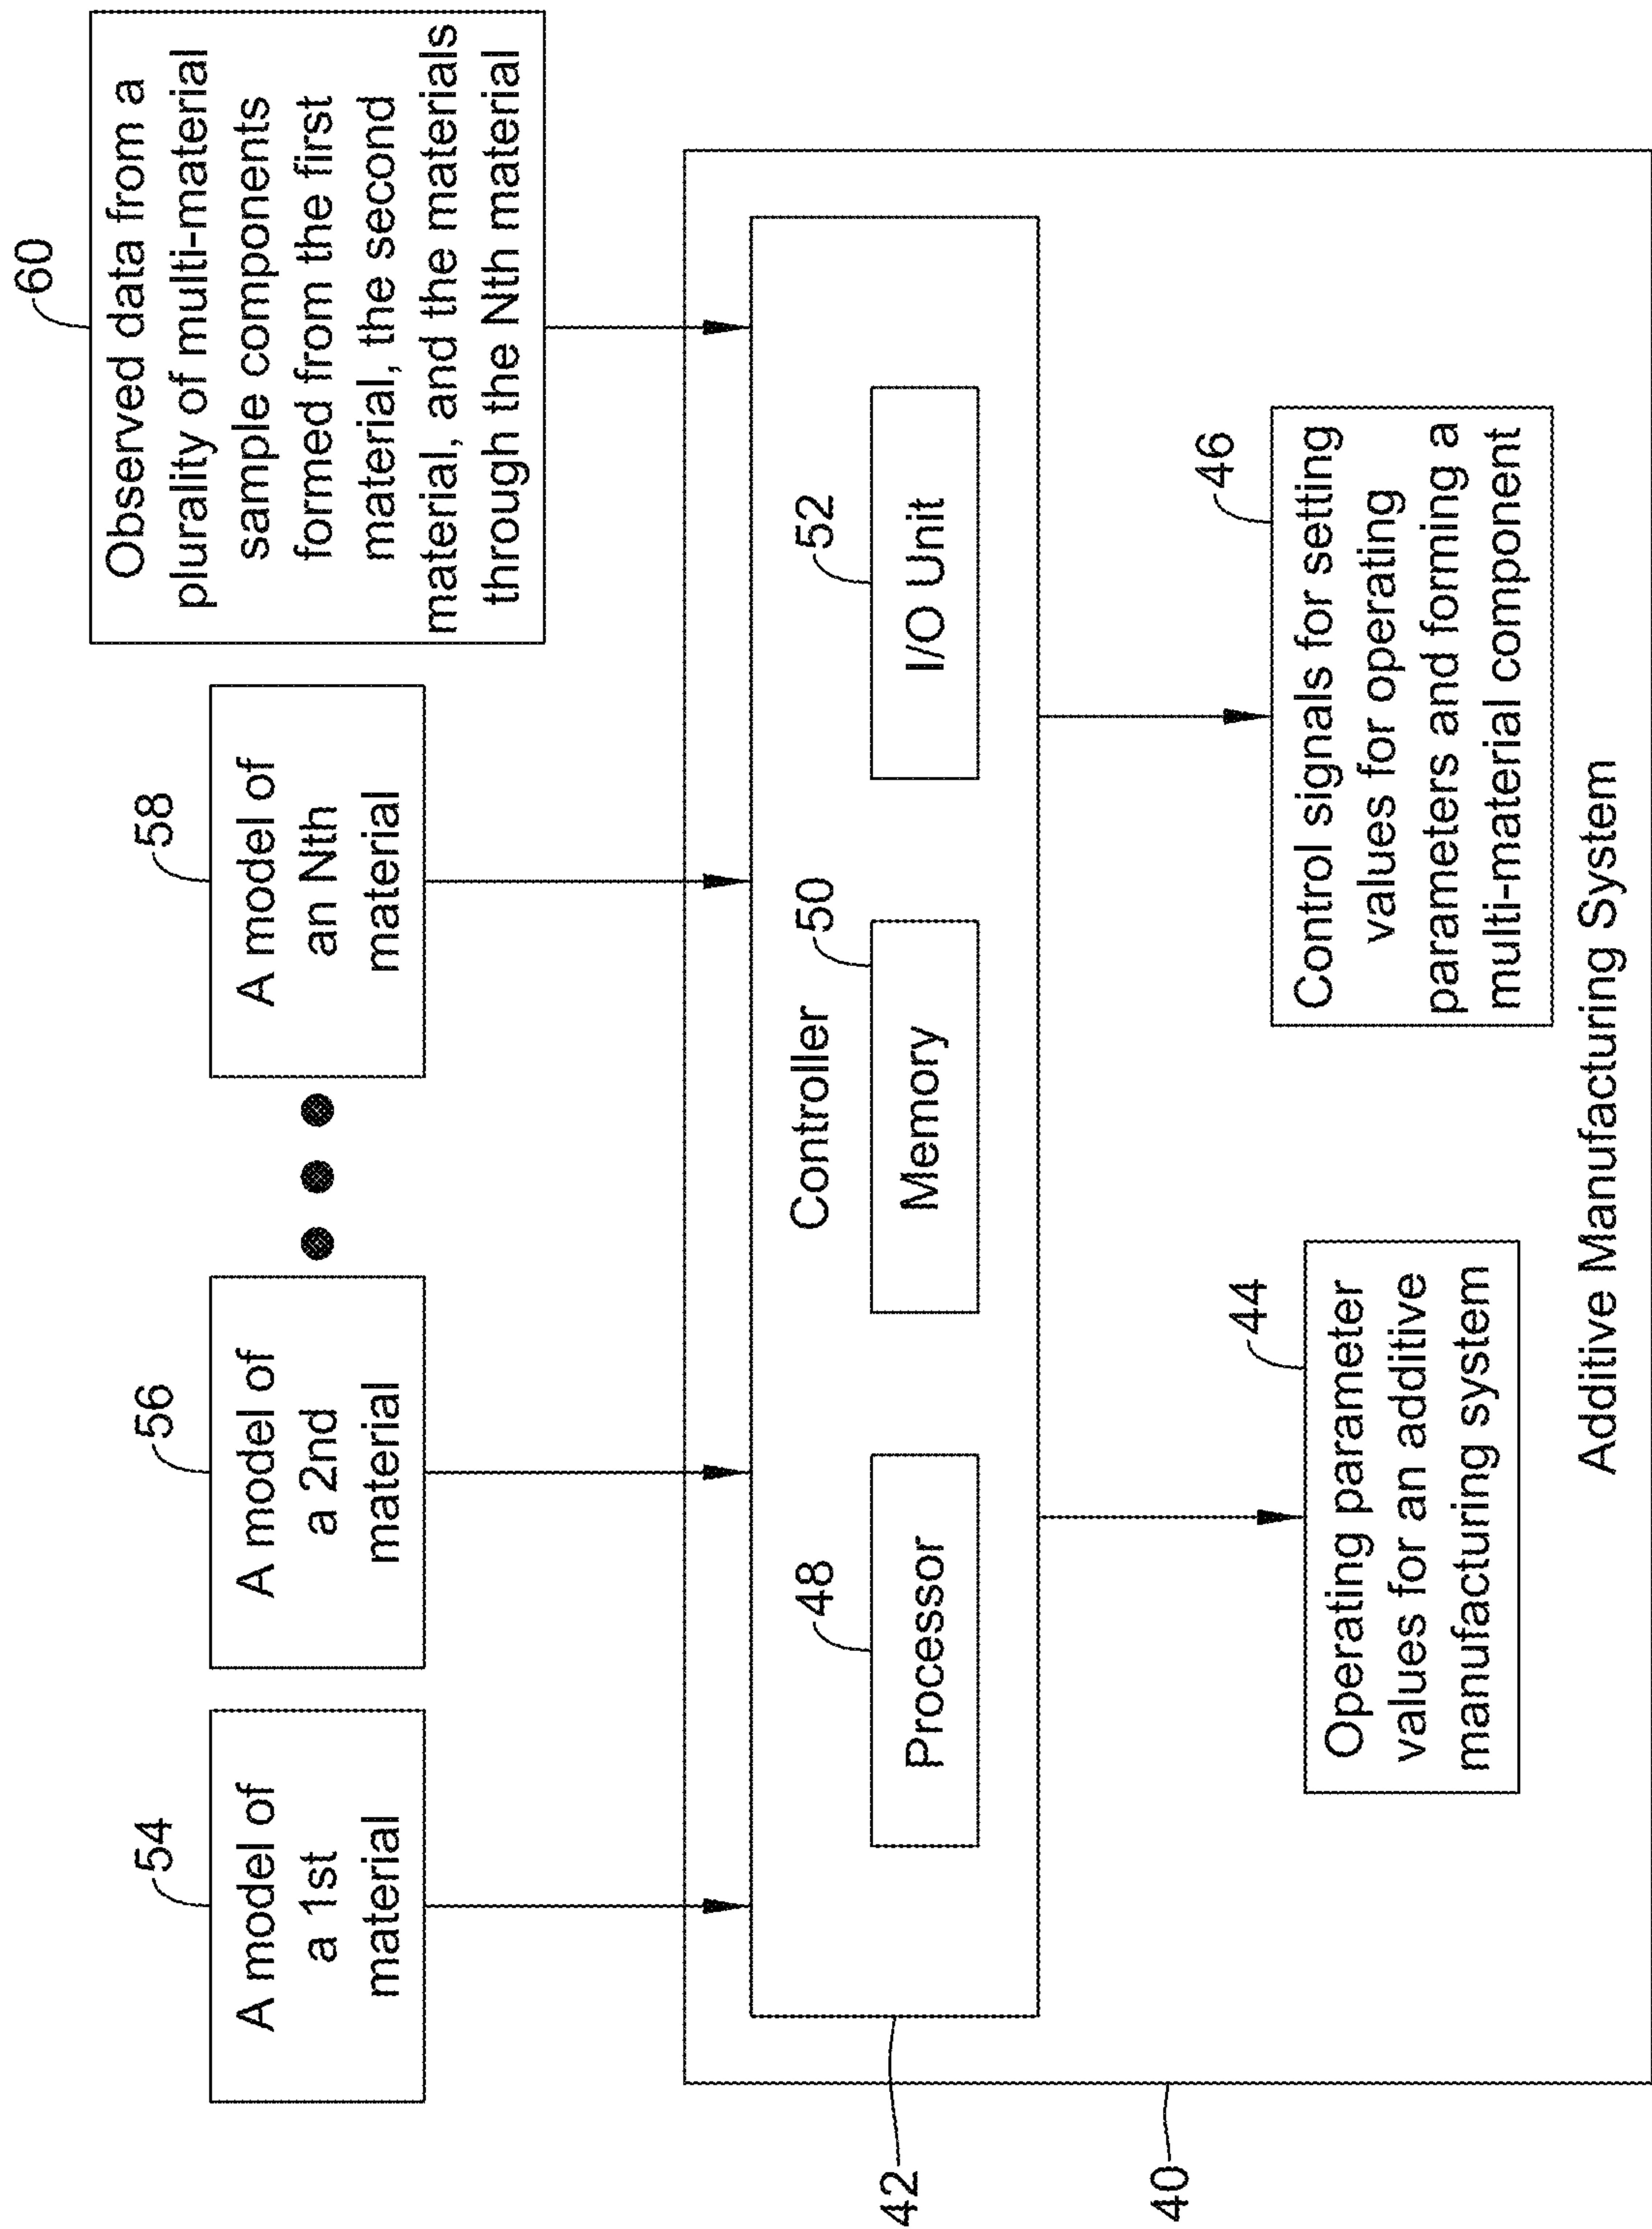 54
A model of
a 1st
material
56
A model of
a 2nd
material
58
A model of
an Nth
material
60
Observed data from a
plurality of multi-material
sample components
formed from the first
material, the second
material, and the materials
through the Nth material
42
Controller
48
Processor
50
Memory
52
I/O Unit
40
44
Operating parameter
values for an additive
manufacturing system
46
Control signals for setting
values for operating
parameters and forming a
multi-material component
Additive Manufacturing System